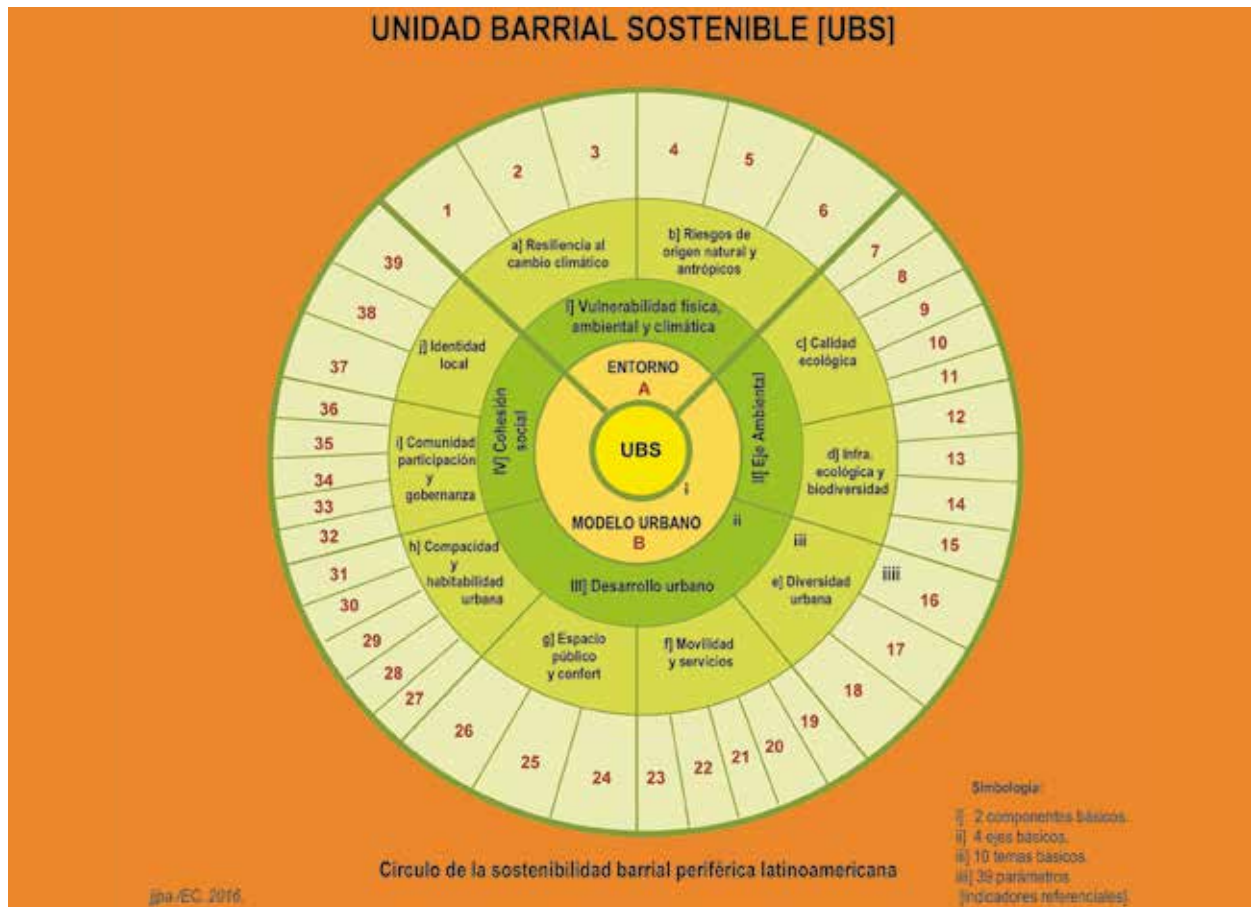 UNIDAD BARRIAL SOSTENIBLE [UBS]
1
2
3
4
5
6
7
8
9
10
11
12
13
14
15
16
17
18
19
20
21
22
23
24
25
26
27
28
29
30
31
32
33
34
35
36
37
38
39
a] Resiliencia al
cambio climático
b] Riesgos de
origen natural y
antrópicos
c] Calidad
ecológica
d] Infra.
ecológica y
biodiversidad
e] Diversidad
urbana
f] Movilidad
y servicios
g] Espacio
público
y confort
h] Compacidad
y
habitabilidad
urbana
i] Comunidad
participación
y
gobernanza
j] Identidad
local
I] Vulnerabilidad física,
ambiental y climática
II] Eje Ambiental
III] Desarrollo urbano
IV] Cohesión
social
ENTORNO
A
UBS
MODELO URBANO
B
i
ii
iii
iiii
Círculo de la sostenibilidad barrial periférica latinoamericana
jjpa /EC. 2016.
Simbología:
i] 2 componentes básicos.
ii] 4 ejes básicos.
iii] 10 temas básicos.
iiii] 39 parámetros
[indicadores referenciales].